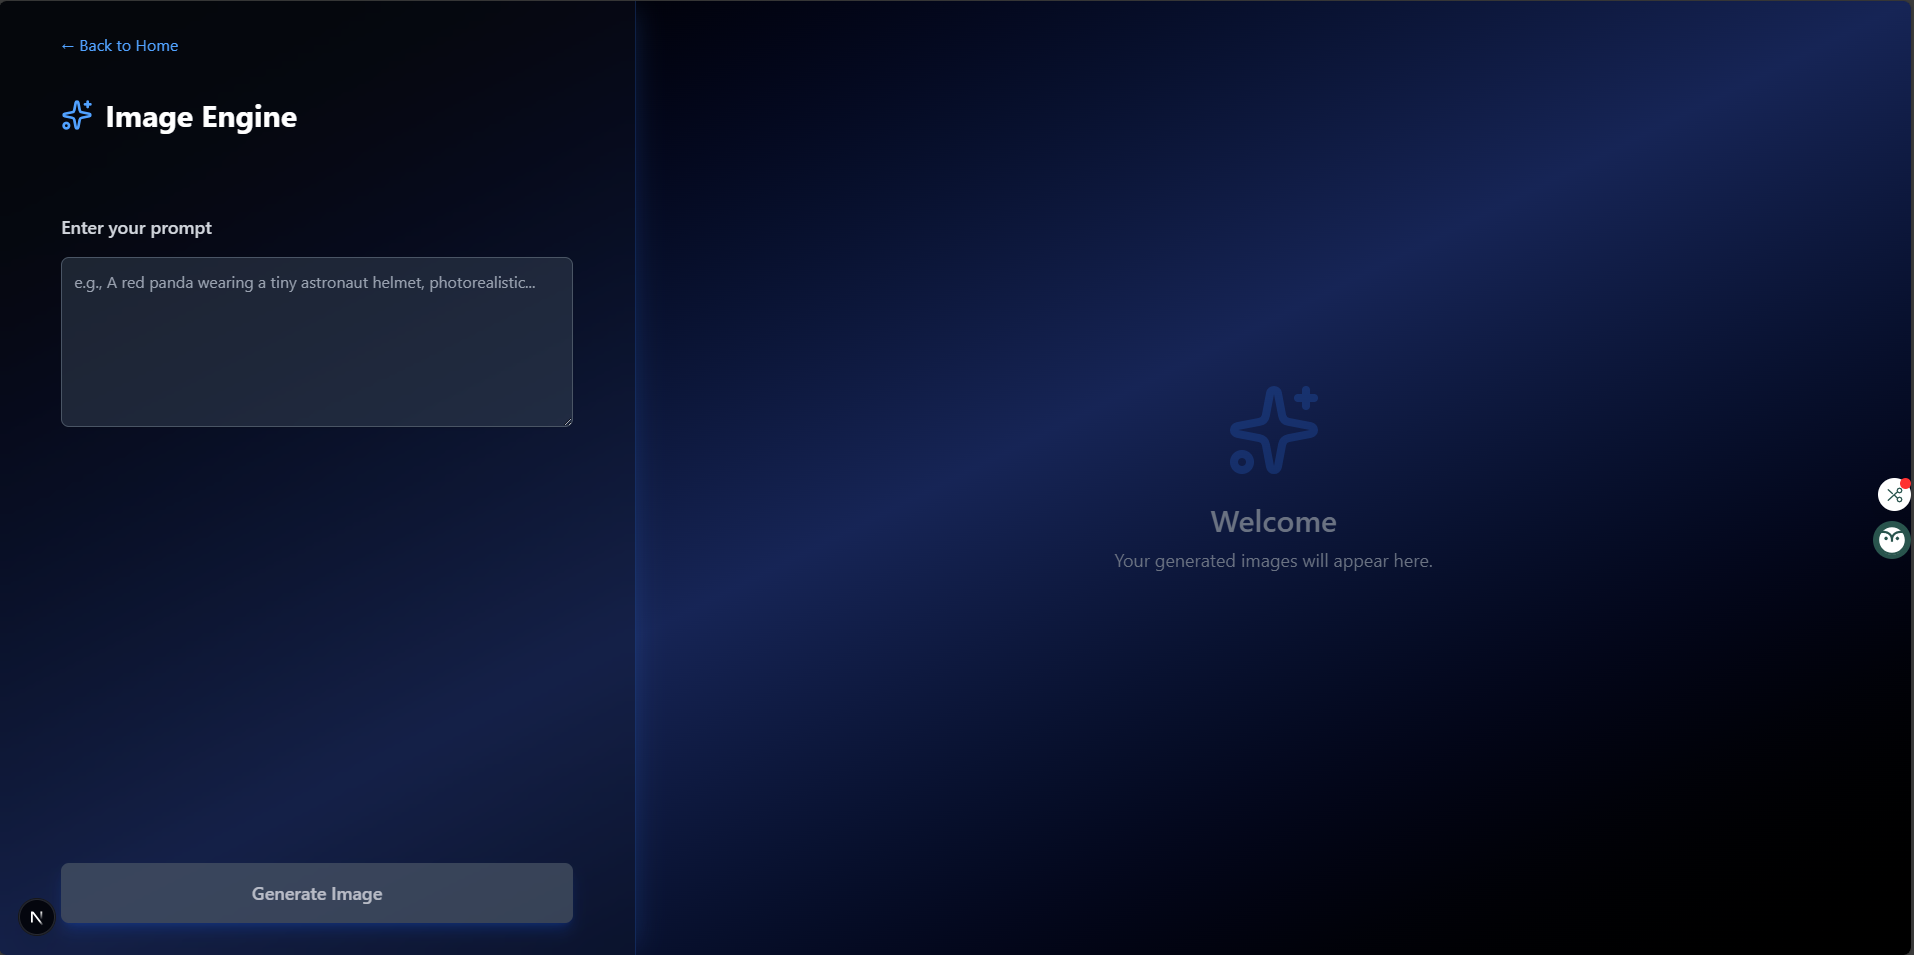 ← Back to Home
Image Engine
Enter your prompt
e.g., A red panda wearing a tiny astronaut helmet, photorealistic...
Welcome
Your generated images will appear here.
Generate Image
N